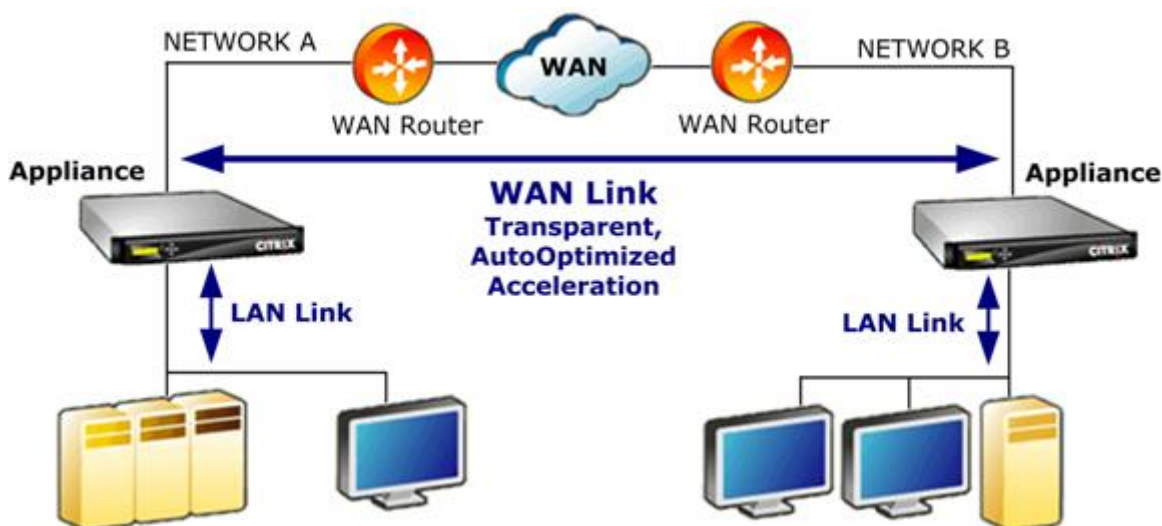 NETWORK A
WAN
NETWORK B
WAN Router
WAN Router
Appliance
Appliance
WAN Link
Transparent,
AutoOptimized
Acceleration
CITRIX
CITRIX
LAN Link
LAN Link